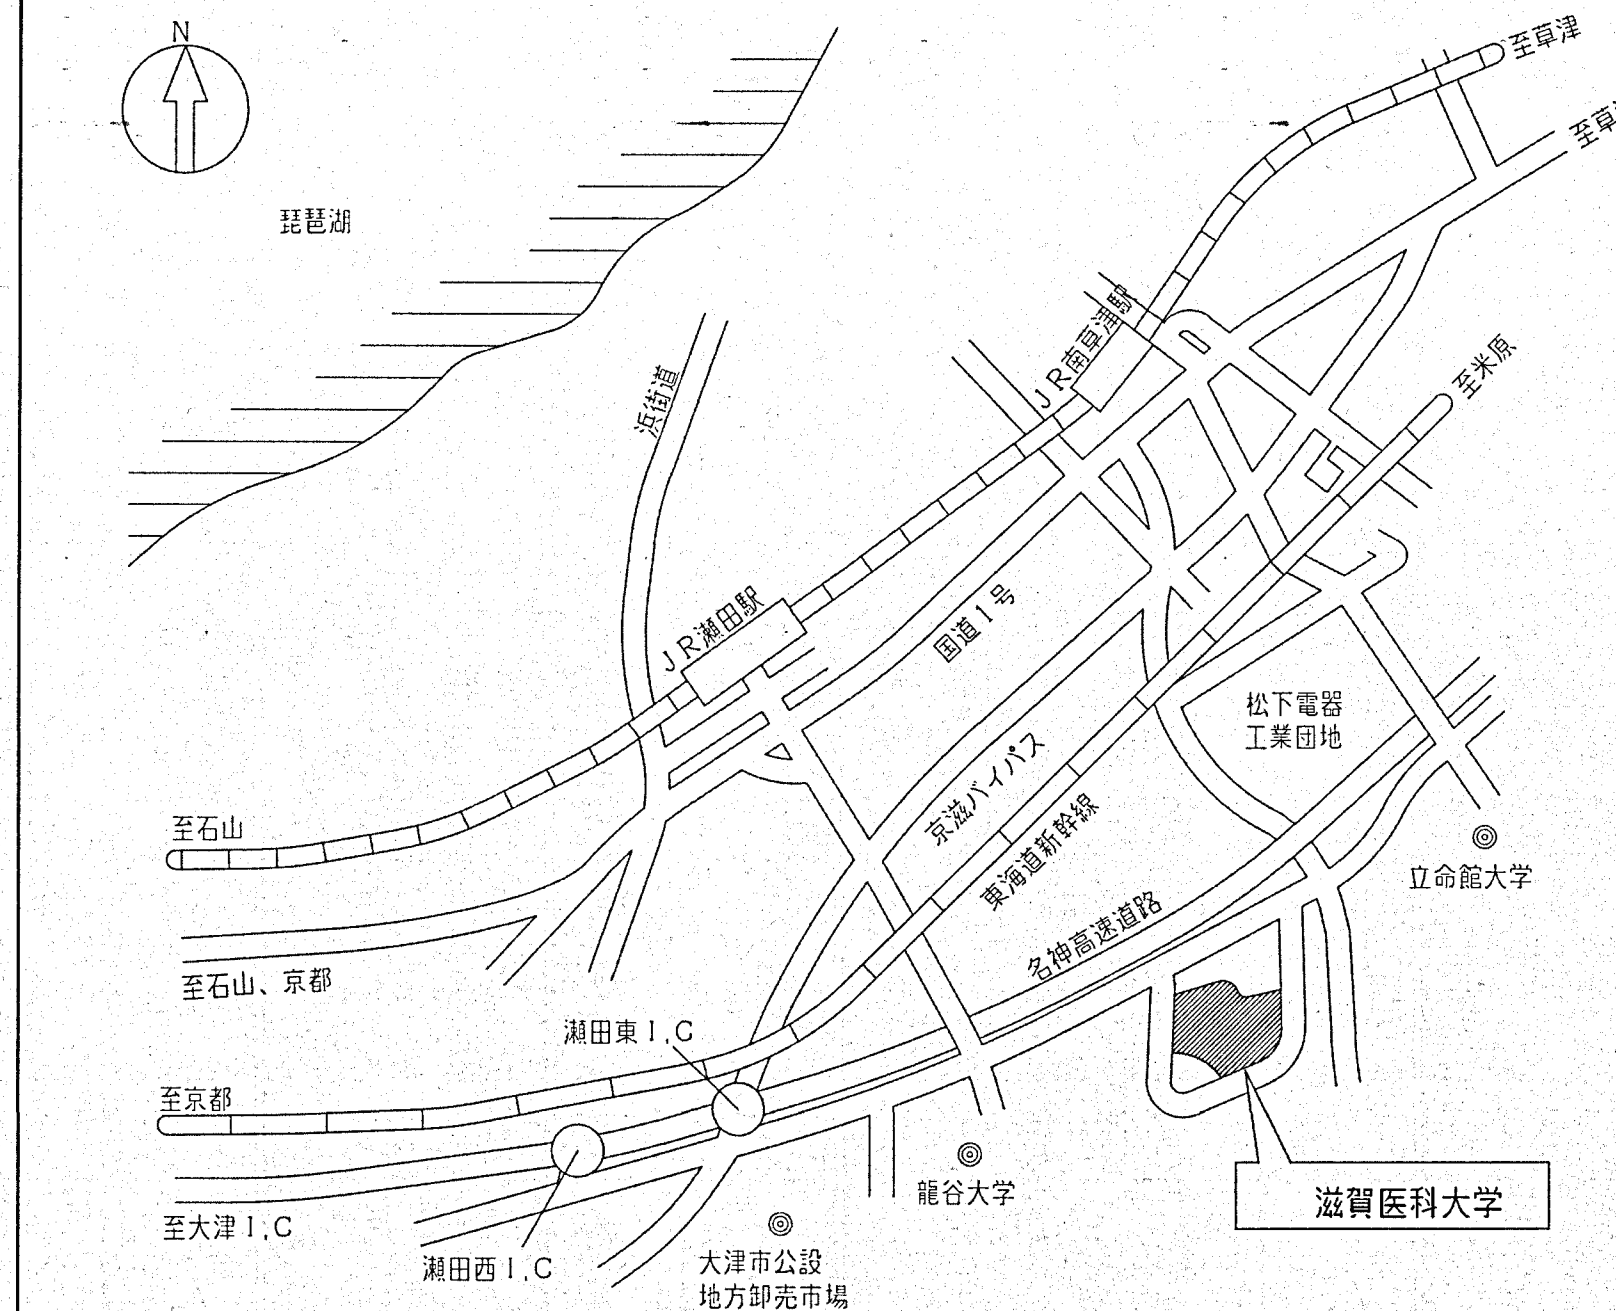 N
至草津
至草
琵琶湖
JR南草津駅
至米原
浜街道
JR瀬田駅
国道1号
松下電器
工業団地
京滋バイパス
東海道新幹線
至石山
立命館大学
名神高速道路
至石山、京都
瀬田東I.C
至京都
龍谷大学
滋賀医科大学
至大津I.C
瀬田西I.C
大津市公設
地方卸売市場